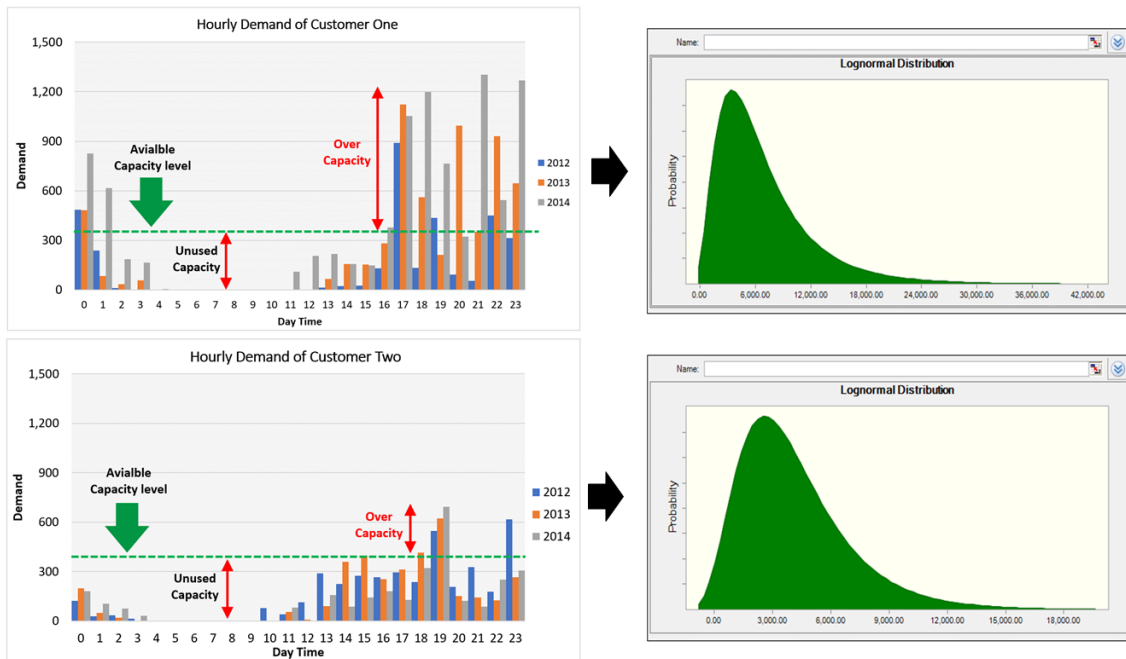 Hourly Demand of Customer One
1,500
1,200
900
600
300
0
Demand
Avialble
Capacity level
Over
Capacity
Unused
Capacity
2012
2013
2014
0 1 2 3 4 5 6 7 8 9 10 11 12 13 14 15 16 17 18 19 20 21 22 23
Day Time
Name:
Lognormal Distribution
Probability
0.00 6,000.00 12,000.00 18,000.00 24,000.00 30,000.00 36,000.00 42,000.00
Hourly Demand of Customer Two
1,500
1,200
900
600
300
0
Demand
Avialble
Capacity level
Over
Capacity
Unused
Capacity
2012
2013
2014
0 1 2 3 4 5 6 7 8 9 10 11 12 13 14 15 16 17 18 19 20 21 22 23
Day Time
Name:
Lognormal Distribution
Probability
0.00 3,000.00 6,000.00 9,000.00 12,000.00 15,000.00 18,000.00